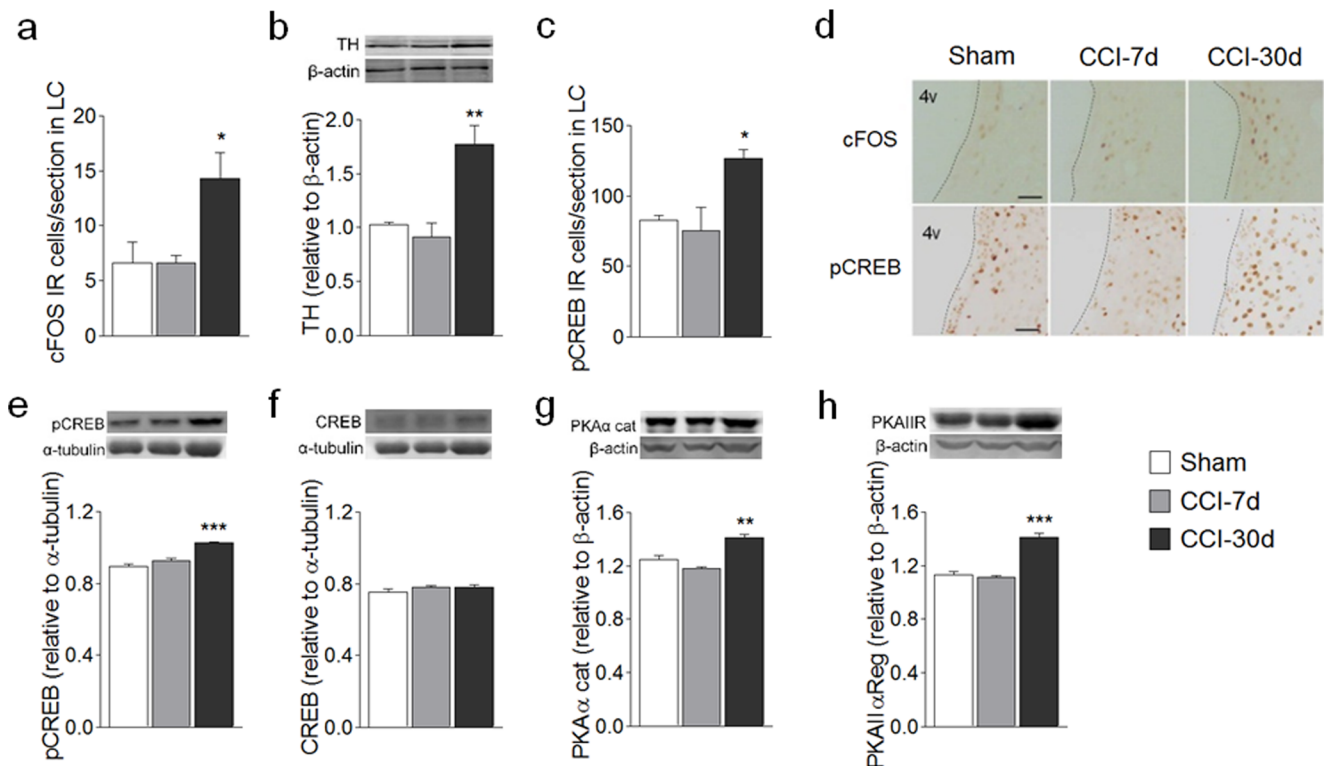 a
cFOS IR cells/section in LC
20
15
10
5
0
*
b
TH
β-actin
TH (relative to β-actin)
2.0
1.5
1.0
0.5
0.0
**
c
pCREB IR cells/section in LC
150
100
50
0
*
d
Sham CCI-7d CCI-30d
cFOS
4v
pCREB
4v
e
pCREB
α-tubulin
pCREB (relative to α-tubulin)
1.2
0.8
0.4
0.0
***
f
CREB
α-tubulin
CREB (relative to α-tubulin)
1.2
0.8
0.4
0.0
g
PKAα cat
β-actin
PKAα cat (relative to β-actin)
1.6
1.2
0.4
0.0
**
h
PKAIIR
β-actin
PKAII αReg (relative to β-actin)
1.6
1.2
0.4
0.0
***
Sham
CCI-7d
CCI-30d